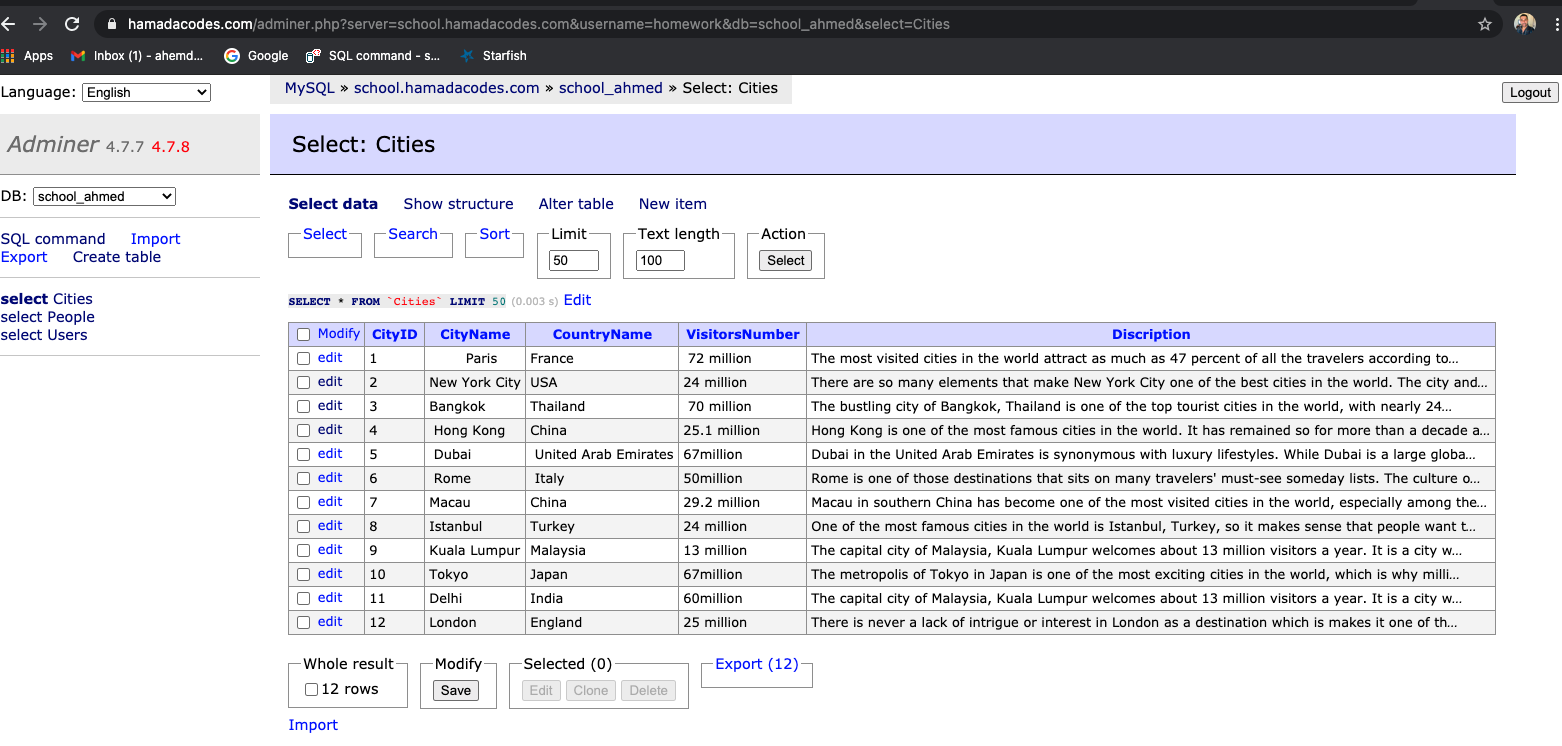 hamadacodes.com/adminer.php?server=school.hamadacodes.com&username=homework&db=school_ahmed&select=Cities
Apps Inbox (1) - ahemd... Google SQL command - s... Starfish
Language: English
MySQL » school.hamadacodes.com » school_ahmed » Select: Cities
Logout
Adminer 4.7.7 4.7.8
Select: Cities
DB: school_ahmed
SQL command Import
Export Create table
select Cities
select People
select Users
Select data Show structure Alter table New item
Select Search Sort Limit Text length Action
50 100 Select
SELECT * FROM `Cities` LIMIT 50 (0.003 s) Edit
Modify CityID CityName CountryName VisitorsNumber Discription
edit 1 Paris France 72 million The most visited cities in the world attract as much as 47 percent of all the travelers according to...
edit 2 New York City USA 24 million There are so many elements that make New York City one of the best cities in the world. The city and...
edit 3 Bangkok Thailand 70 million The bustling city of Bangkok, Thailand is one of the top tourist cities in the world, with nearly 24...
edit 4 Hong Kong China 25.1 million Hong Kong is one of the most famous cities in the world. It has remained so for more than a decade a...
edit 5 Dubai United Arab Emirates 67million Dubai in the United Arab Emirates is synonymous with luxury lifestyles. While Dubai is a large globa...
edit 6 Rome Italy 50million Rome is one of those destinations that sits on many travelers' must-see someday lists. The culture o...
edit 7 Macau China 29.2 million Macau in southern China has become one of the most visited cities in the world, especially among the...
edit 8 Istanbul Turkey 24 million One of the most famous cities in the world is Istanbul, Turkey, so it makes sense that people want t...
edit 9 Kuala Lumpur Malaysia 13 million The capital city of Malaysia, Kuala Lumpur welcomes about 13 million visitors a year. It is a city w...
edit 10 Tokyo Japan 67million The metropolis of Tokyo in Japan is one of the most exciting cities in the world, which is why milli...
edit 11 Delhi India 60million The capital city of Malaysia, Kuala Lumpur welcomes about 13 million visitors a year. It is a city w...
edit 12 London England 25 million There is never a lack of intrigue or interest in London as a destination which is makes it one of th...
Whole result Modify Selected (0) Export (12)
12 rows Save Edit Clone Delete
Import